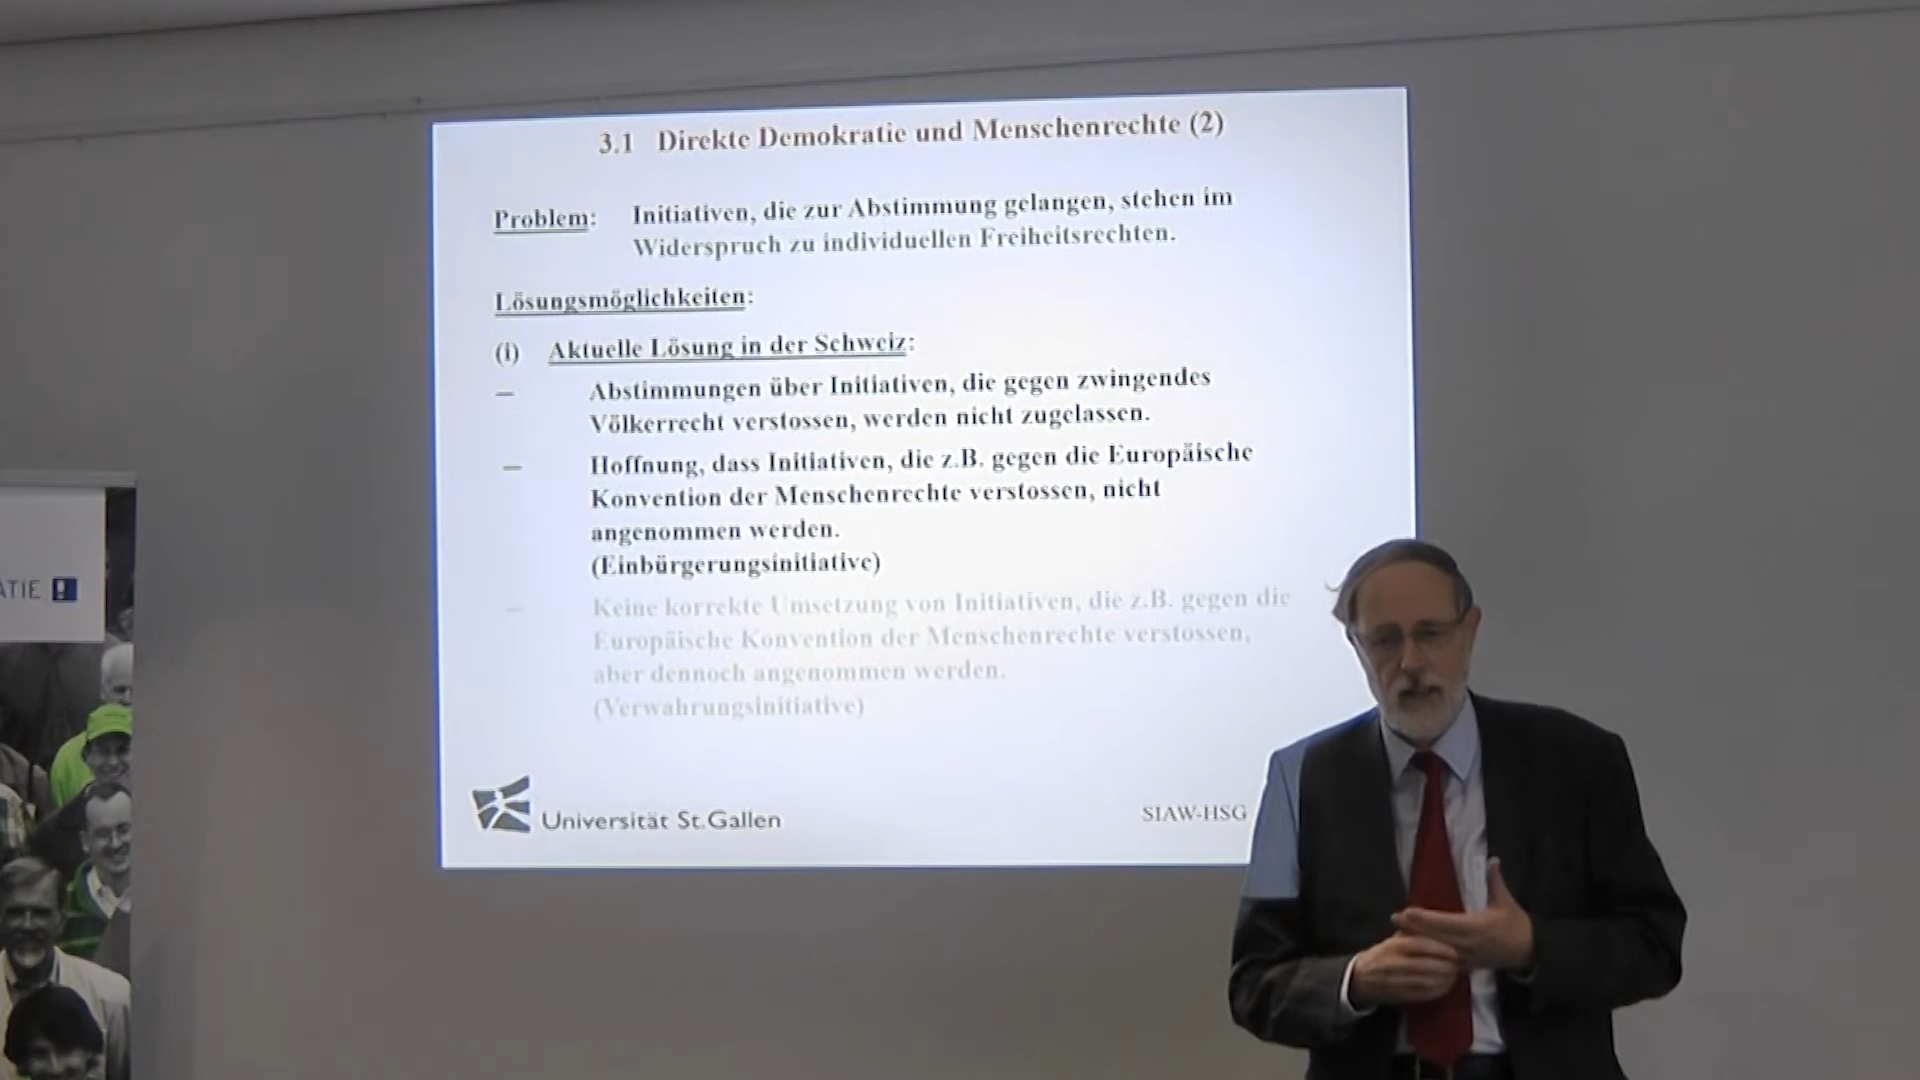 3.1 Direkte Demokratie und Menschenrechte (2)
Problem: Initiativen, die zur Abstimmung gelangen, stehen im
Widerspruch zu individuellen Freiheitsrechten.
Lösungsmöglichkeiten:
(i) Aktuelle Lösung in der Schweiz:
– Abstimmungen über Initiativen, die gegen zwingendes
Völkerrecht verstossen, werden nicht zugelassen.
– Hoffnung, dass Initiativen, die z.B. gegen die Europäische
Konvention der Menschenrechte verstossen, nicht
angenommen werden.
(Einbürgerungsinitiative)
– Keine korrekte Umsetzung von Initiativen, die z.B. gegen die
Europäische Konvention der Menschenrechte verstossen,
aber dennoch angenommen werden.
(Verwahrungsinitiative)
Universität St.Gallen
SIAW-HSG
ATIE !